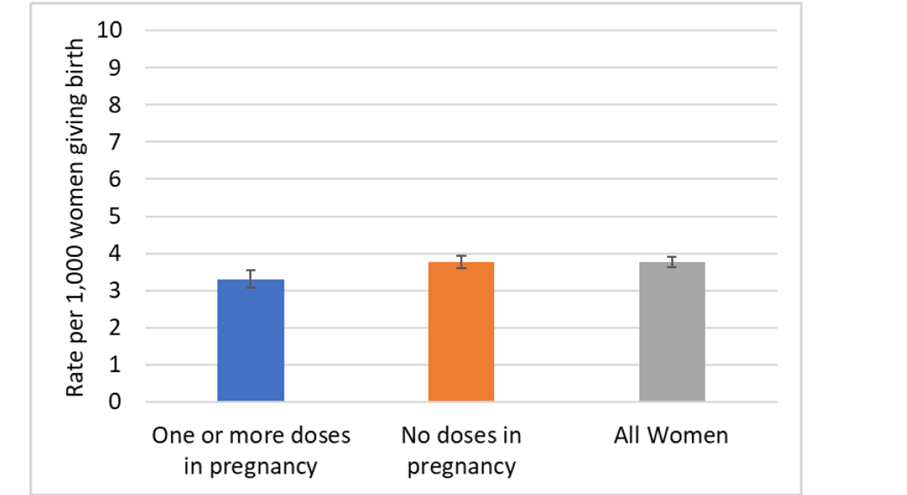 Rate per 1,000 women giving birth
10
9
8
7
6
5
4
3
2
1
0
One or more doses
in pregnancy
No doses in
pregnancy
All Women